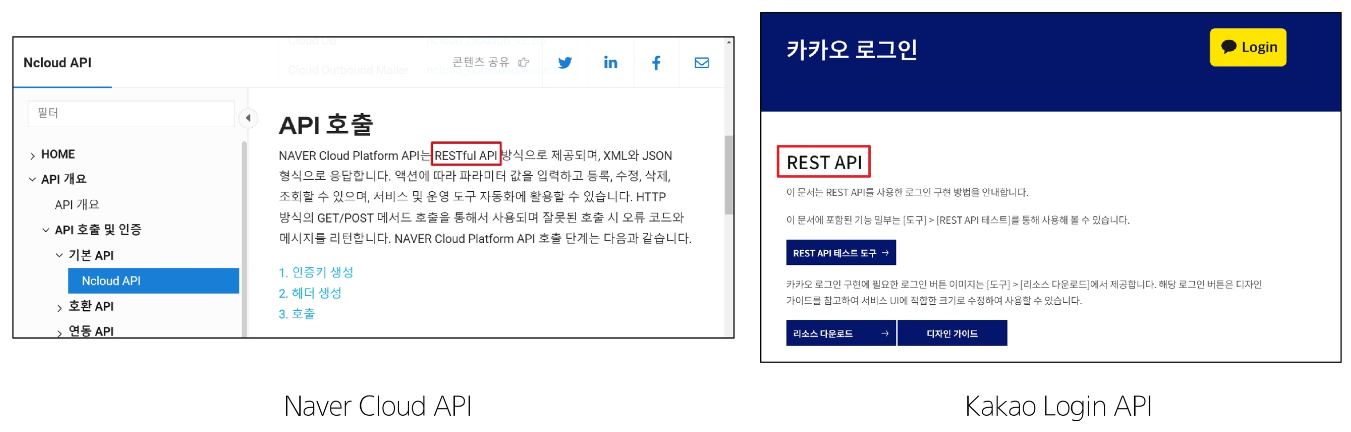 Cloud DB
Cloud Outbound Mailer
Ncloud API
콘텐츠 공유
필터
HOME
API 개요
API 개요
API 호출 및 인증
기본 API
Ncloud API
호환 API
연동 API
API 호출
NAVER Cloud Platform API는 RESTful API 방식으로 제공되며, XML와 JSON
형식으로 응답합니다. 액션에 따라 파라미터 값을 입력하고 등록, 수정, 삭제,
조회할 수 있으며, 서비스 및 운영 도구 자동화에 활용할 수 있습니다. HTTP
방식의 GET/POST 메서드 호출을 통해서 사용되며 잘못된 호출 시 오류 코드와
메시지를 리턴합니다. NAVER Cloud Platform API 호출 단계는 다음과 같습니다.
1. 인증키 생성
2. 헤더 생성
3. 호출
Naver Cloud API
카카오 로그인
Login
REST API
이 문서는 REST API를 사용한 로그인 구현 방법을 안내합니다.
이 문서에 포함된 기능 일부는 [도구] > [REST API 테스트]를 통해 사용해 볼 수 있습니다.
REST API 테스트 도구 →
카카오 로그인 구현에 필요한 로그인 버튼 이미지는 [도구] > [리소스 다운로드]에서 제공합니다. 해당 로그인 버튼은 디자인
가이드를 참고하여 서비스 UI에 적합한 크기로 수정하여 사용할 수 있습니다.
리소스 다운로드 →
디자인 가이드
Kakao Login API